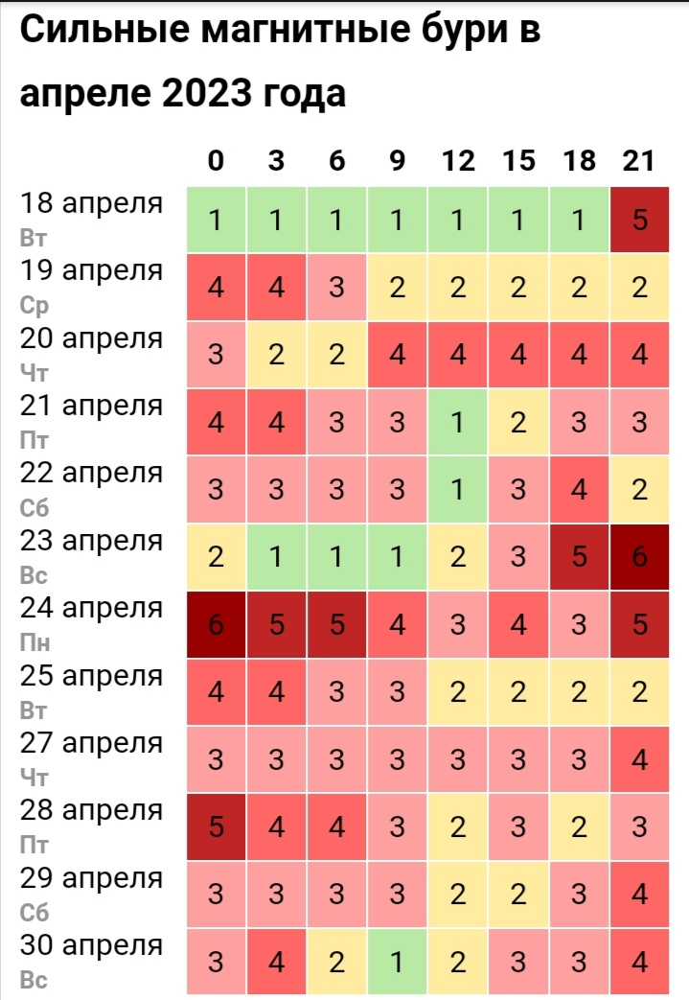 Сильные магнитные бури в
апреле 2023 года
0 3 6 9 12 15 18 21
18 апреля
Вт
1 1 1 1 1 1 1 5
19 апреля
Ср
4 4 3 2 2 2 2 2
20 апреля
Чт
3 2 2 4 4 4 4 4
21 апреля
Пт
4 4 3 3 1 2 3 3
22 апреля
Сб
3 3 3 3 1 3 4 2
23 апреля
Вс
2 1 1 1 2 3 5 6
24 апреля
Пн
6 5 5 4 3 4 3 5
25 апреля
Вт
4 4 3 3 2 2 2 2
27 апреля
Чт
3 3 3 3 3 3 3 4
28 апреля
Пт
5 4 4 3 2 3 2 3
29 апреля
Сб
3 3 3 3 2 2 3 4
30 апреля
Вс
3 4 2 1 2 3 3 4